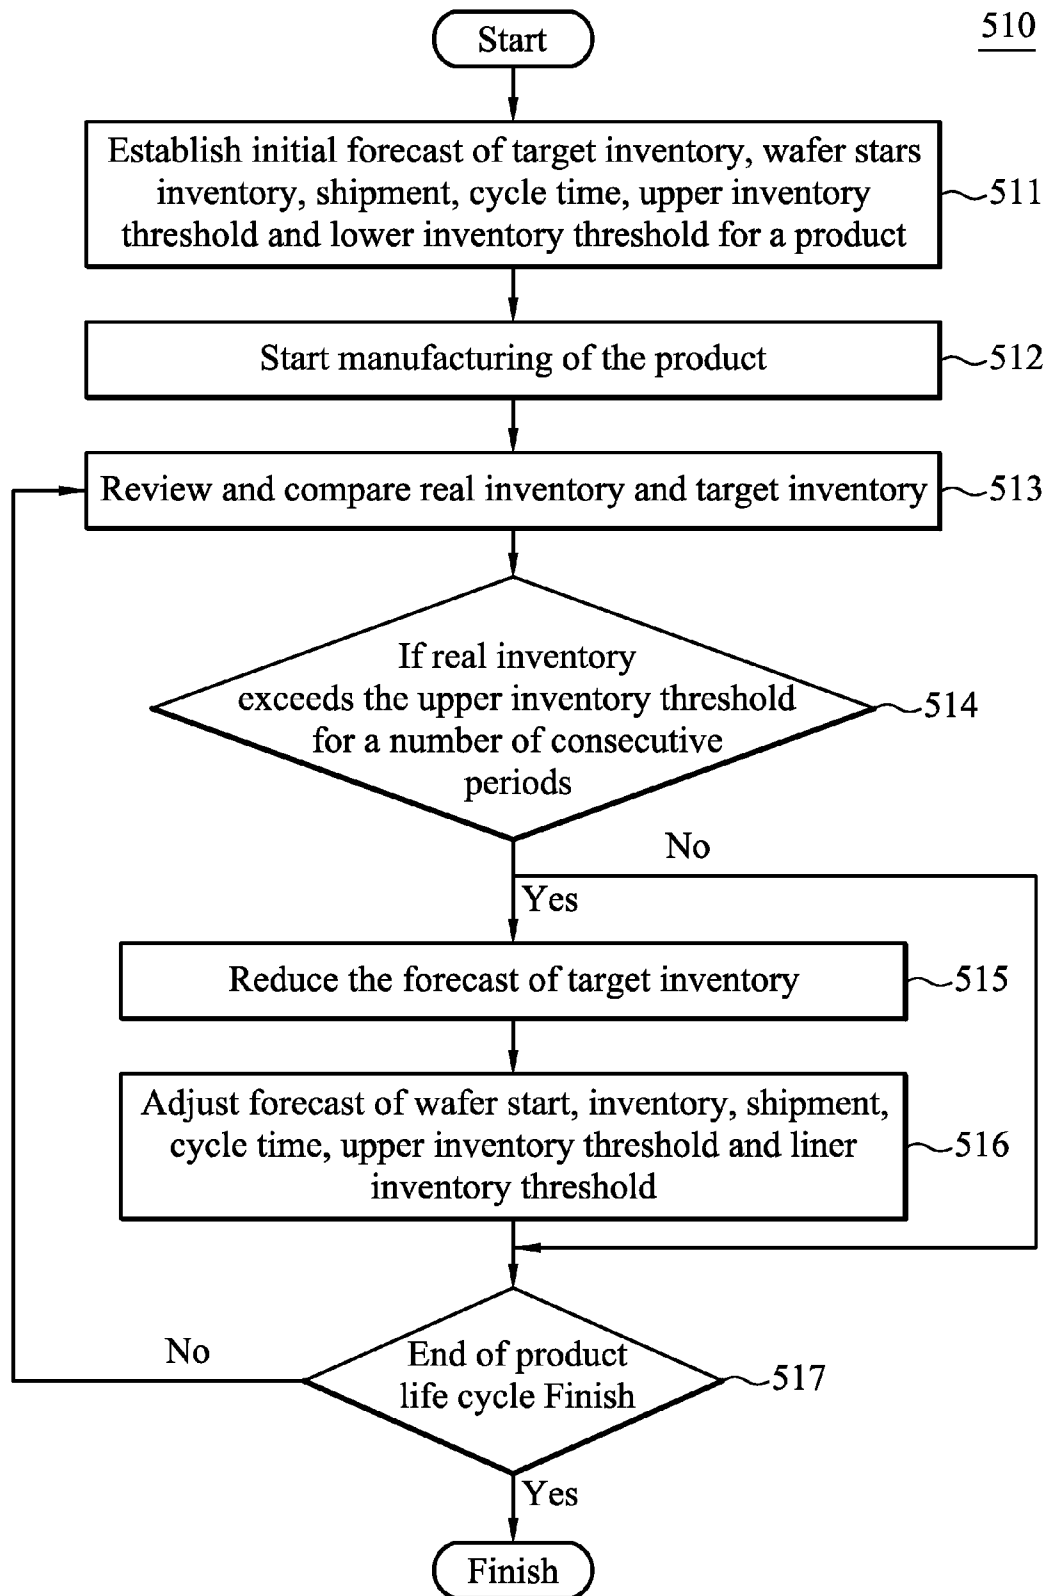 510
Start
Establish initial forecast of target inventory, wafer stars
inventory, shipment, cycle time, upper inventory
threshold and lower inventory threshold for a product
511
Start manufacturing of the product
512
Review and compare real inventory and target inventory
513
If real inventory
exceeds the upper inventory threshold
for a number of consecutive
periods
514
No
Yes
Reduce the forecast of target inventory
515
Adjust forecast of wafer start, inventory, shipment,
cycle time, upper inventory threshold and liner
inventory threshold
516
No
End of product
life cycle Finish
517
Yes
Finish